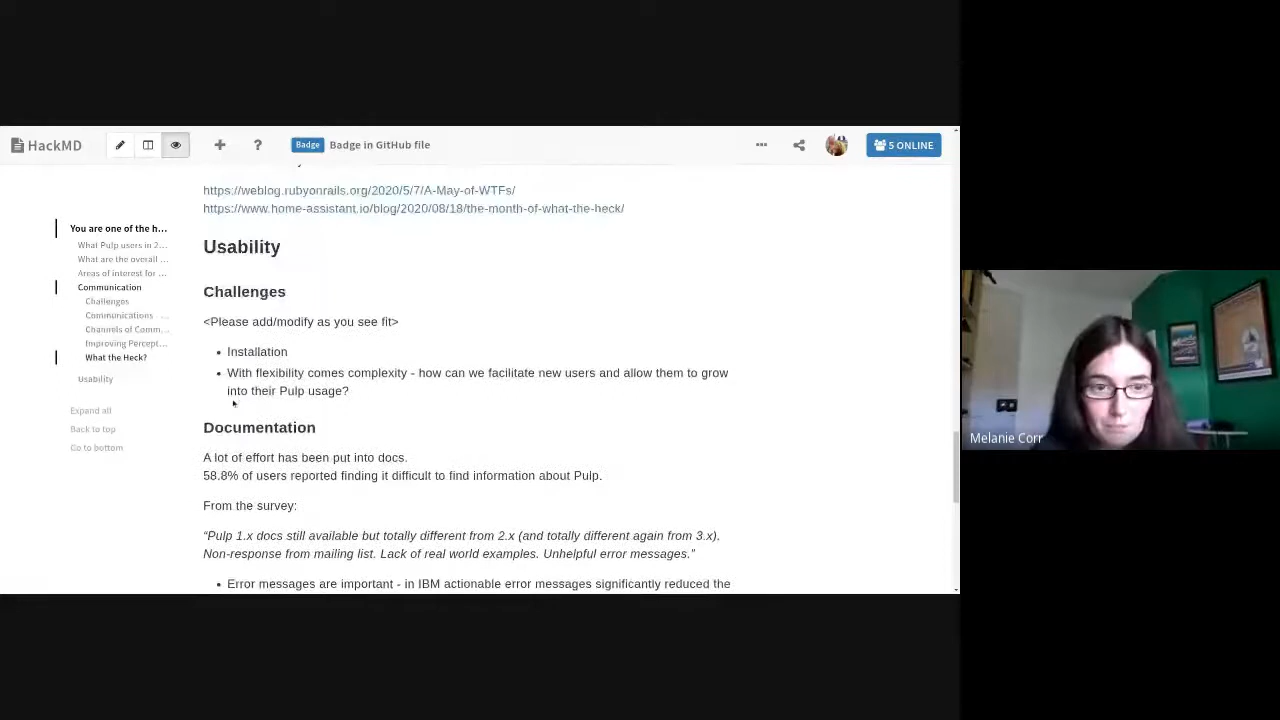 HackMD
Badge
Badge in GitHub file
5 ONLINE
https://weblog.rubyonrails.org/2020/5/7/A-May-of-WTFs/
https://www.home-assistant.io/blog/2020/08/18/the-month-of-what-the-heck/
You are one of the h...
What Pulp users in 2...
What are the overall ...
Areas of interest for ...
Communication
Challenges
Communications ...
Channels of Comm...
Improving Percept...
What the Heck?
Usability
Expand all
Back to top
Go to bottom
Usability
Challenges
<Please add/modify as you see fit>
• Installation
• With flexibility comes complexity - how can we facilitate new users and allow them to grow
into their Pulp usage?
Documentation
A lot of effort has been put into docs.
58.8% of users reported finding it difficult to find information about Pulp.
From the survey:
“Pulp 1.x docs still available but totally different from 2.x (and totally different again from 3.x).
Non-response from mailing list. Lack of real world examples. Unhelpful error messages.”
• Error messages are important - in IBM actionable error messages significantly reduced the
Melanie Corr